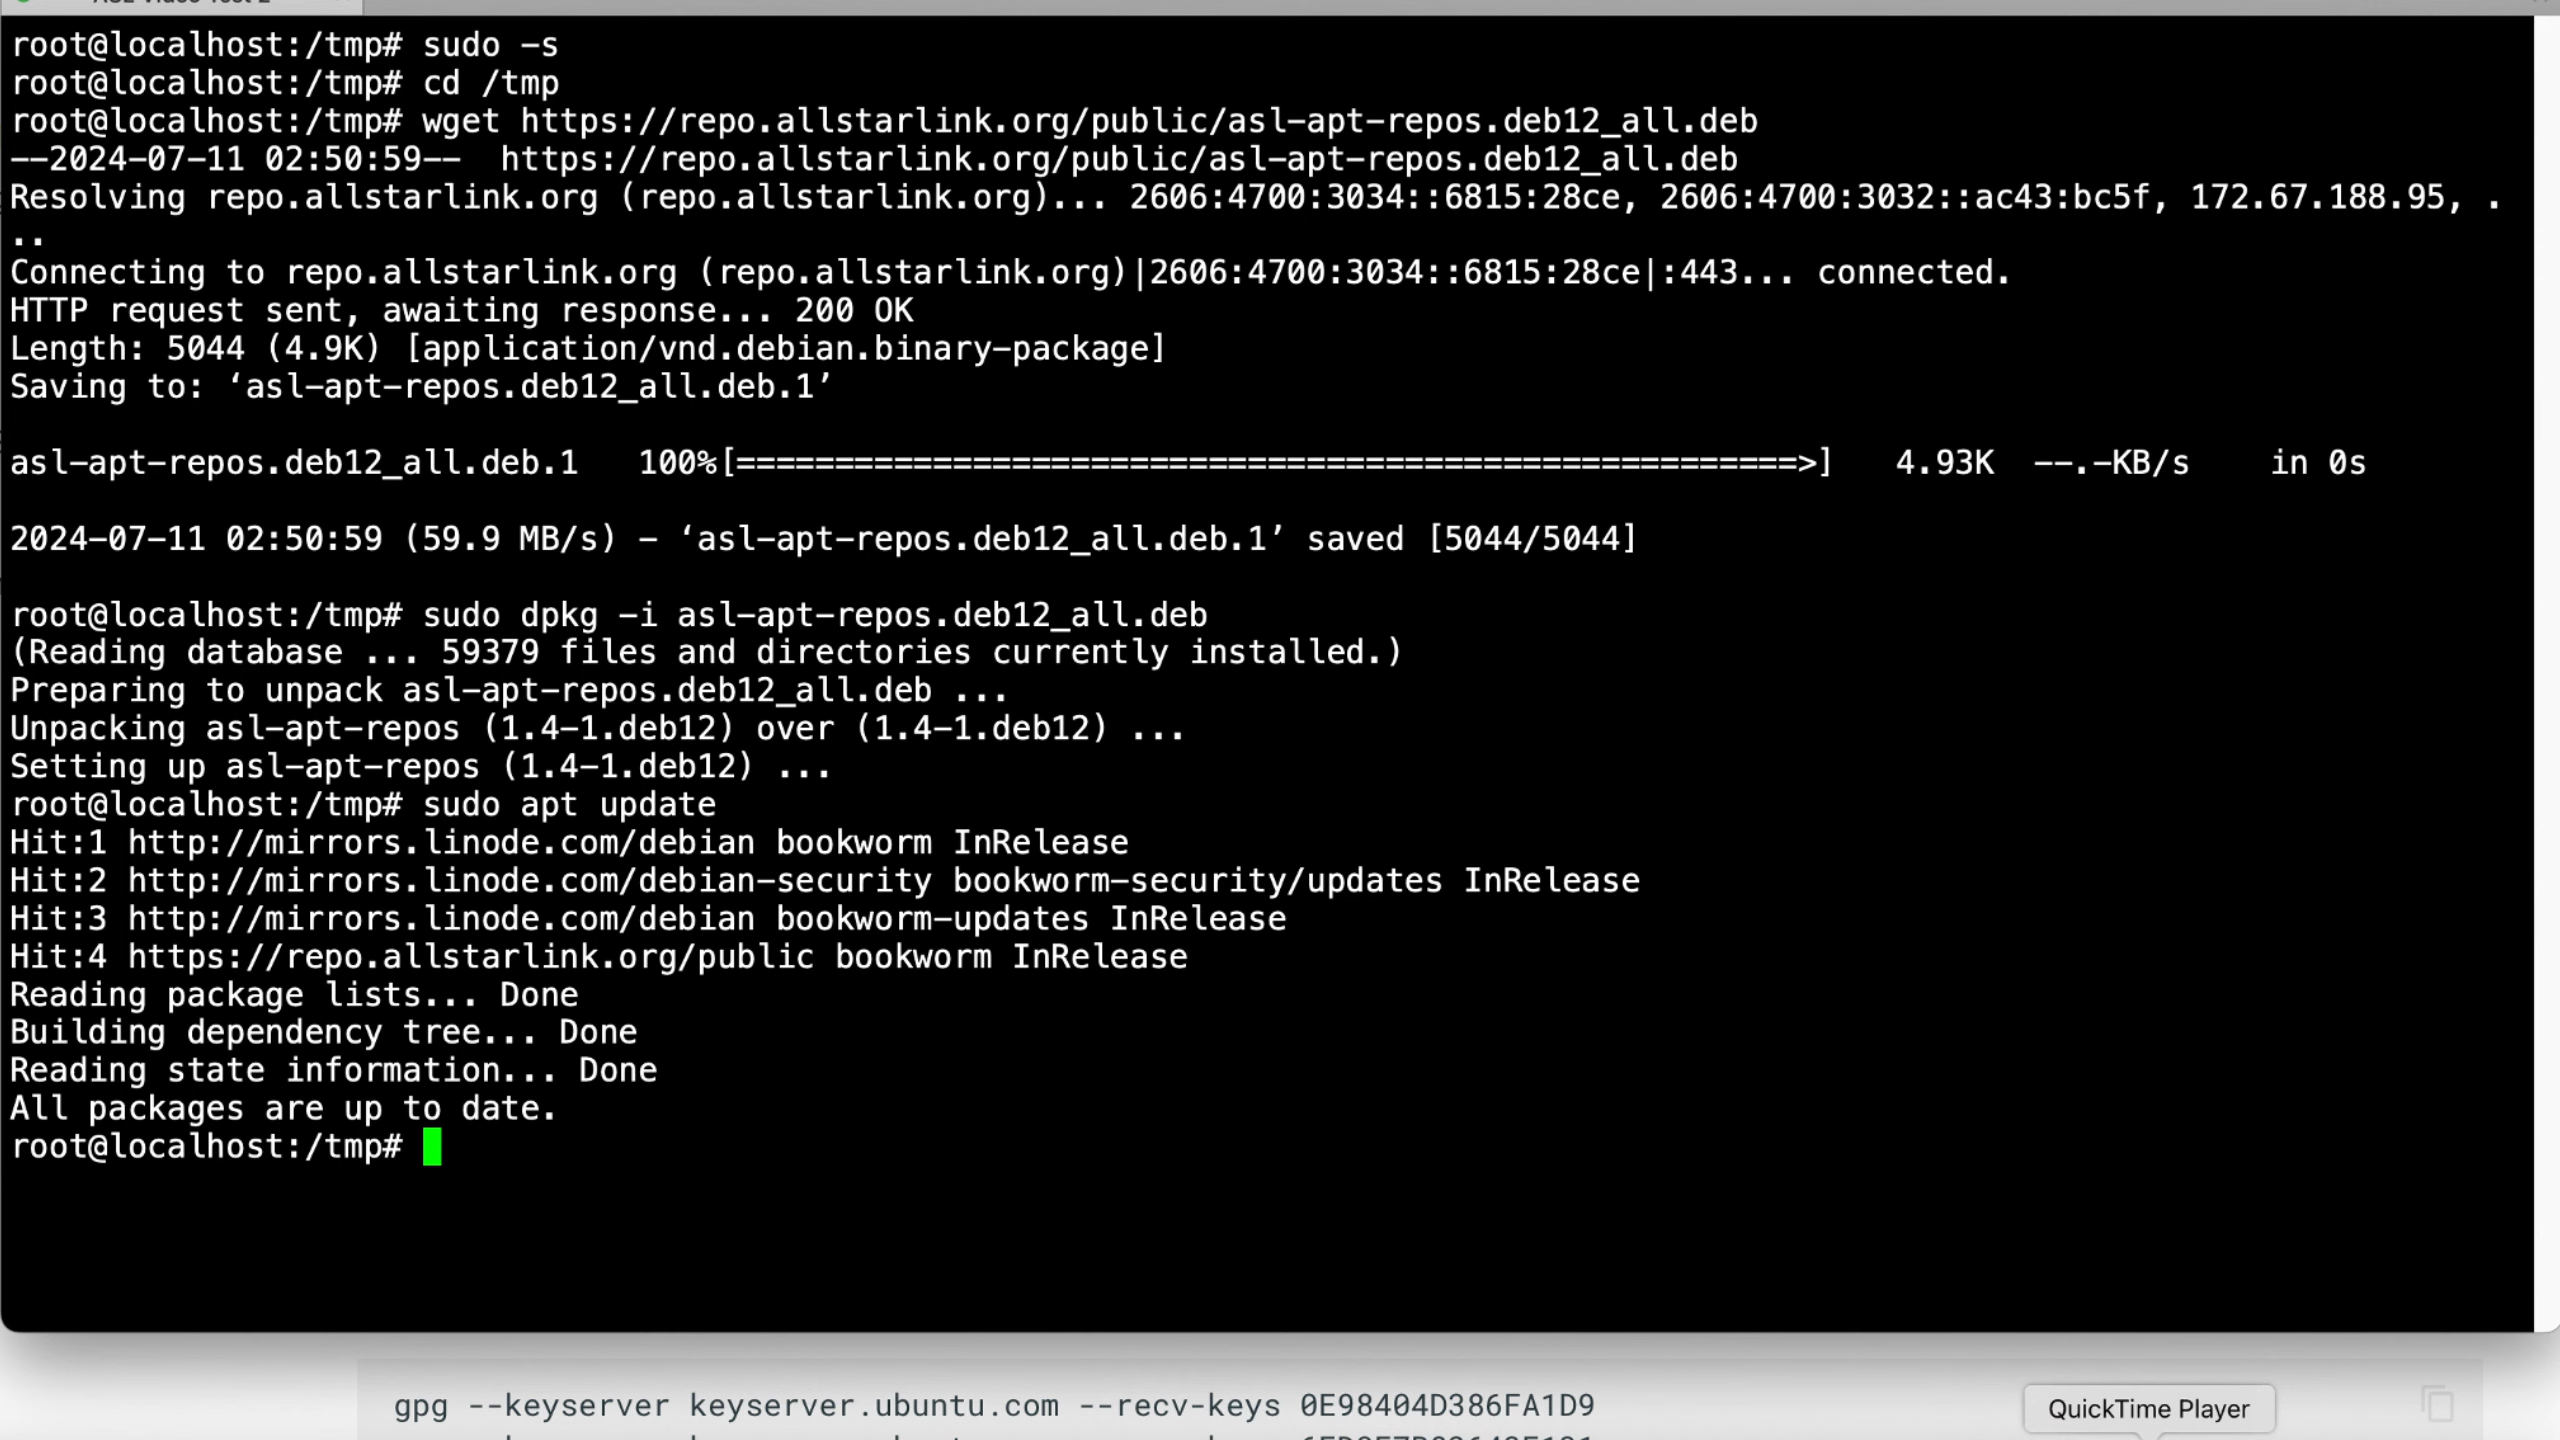 root@localhost:/tmp# sudo -s
root@localhost:/tmp# cd /tmp
root@localhost:/tmp# wget https://repo.allstarlink.org/public/asl-apt-repos.deb12_all.deb
--2024-07-11 02:50:59--  https://repo.allstarlink.org/public/asl-apt-repos.deb12_all.deb
Resolving repo.allstarlink.org (repo.allstarlink.org)... 2606:4700:3034::6815:28ce, 2606:4700:3032::ac43:bc5f, 172.67.188.95, .
..
Connecting to repo.allstarlink.org (repo.allstarlink.org)|2606:4700:3034::6815:28ce|:443... connected.
HTTP request sent, awaiting response... 200 OK
Length: 5044 (4.9K) [application/vnd.debian.binary-package]
Saving to: ‘asl-apt-repos.deb12_all.deb.1’
asl-apt-repos.deb12_all.deb.1   100%[======================================================>]   4.93K  --.-KB/s    in 0s
2024-07-11 02:50:59 (59.9 MB/s) - ‘asl-apt-repos.deb12_all.deb.1’ saved [5044/5044]
root@localhost:/tmp# sudo dpkg -i asl-apt-repos.deb12_all.deb
(Reading database ... 59379 files and directories currently installed.)
Preparing to unpack asl-apt-repos.deb12_all.deb ...
Unpacking asl-apt-repos (1.4-1.deb12) over (1.4-1.deb12) ...
Setting up asl-apt-repos (1.4-1.deb12) ...
root@localhost:/tmp# sudo apt update
Hit:1 http://mirrors.linode.com/debian bookworm InRelease
Hit:2 http://mirrors.linode.com/debian-security bookworm-security/updates InRelease
Hit:3 http://mirrors.linode.com/debian bookworm-updates InRelease
Hit:4 https://repo.allstarlink.org/public bookworm InRelease
Reading package lists... Done
Building dependency tree... Done
Reading state information... Done
All packages are up to date.
root@localhost:/tmp#
gpg --keyserver keyserver.ubuntu.com --recv-keys 0E98404D386FA1D9
QuickTime Player